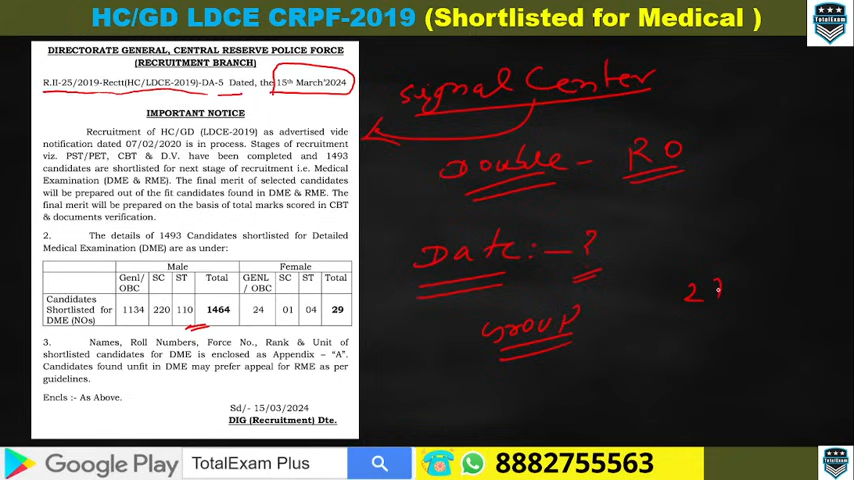 HC/GD LDCE CRPF-2019 (Shortlisted for Medical )
TotalExam
DIRECTORATE GENERAL, CENTRAL RESERVE POLICE FORCE
(RECRUITMENT BRANCH)
R.II-25/2019-Rectt(HC/LDCE-2019)-DA-5 Dated, the 15th March'2024
IMPORTANT NOTICE
Recruitment of HC/GD (LDCE-2019) as advertised vide
notification dated 07/02/2020 is in process. Stages of recruitment
viz. PST/PET, CBT & D.V. have been completed and 1493
candidates are shortlisted for next stage of recruitment i.e. Medical
Examination (DME & RME). The final merit of selected candidates
will be prepared out of the fit candidates found in DME & RME. The
final merit will be prepared on the basis of total marks scored in CBT
& documents verification.
2. The details of 1493 Candidates shortlisted for Detailed
Medical Examination (DME) are as under:
Male Female
Genl/ OBC SC ST Total GENL / OBC SC ST Total
Candidates Shortlisted for DME (NOs) 1134 220 110 1464 24 01 04 29
3. Names, Roll Numbers, Force No., Rank & Unit of
shortlisted candidates for DME is enclosed as Appendix – “A”.
Candidates found unfit in DME may prefer appeal for RME as per
guidelines.
Encls :- As Above.
Sd/- 15/03/2024
DIG (Recruitment) Dte.
Signal Center
Double - RO
Date:- ?
Group
Google Play TotalExam Plus 8882755563
TotalExam